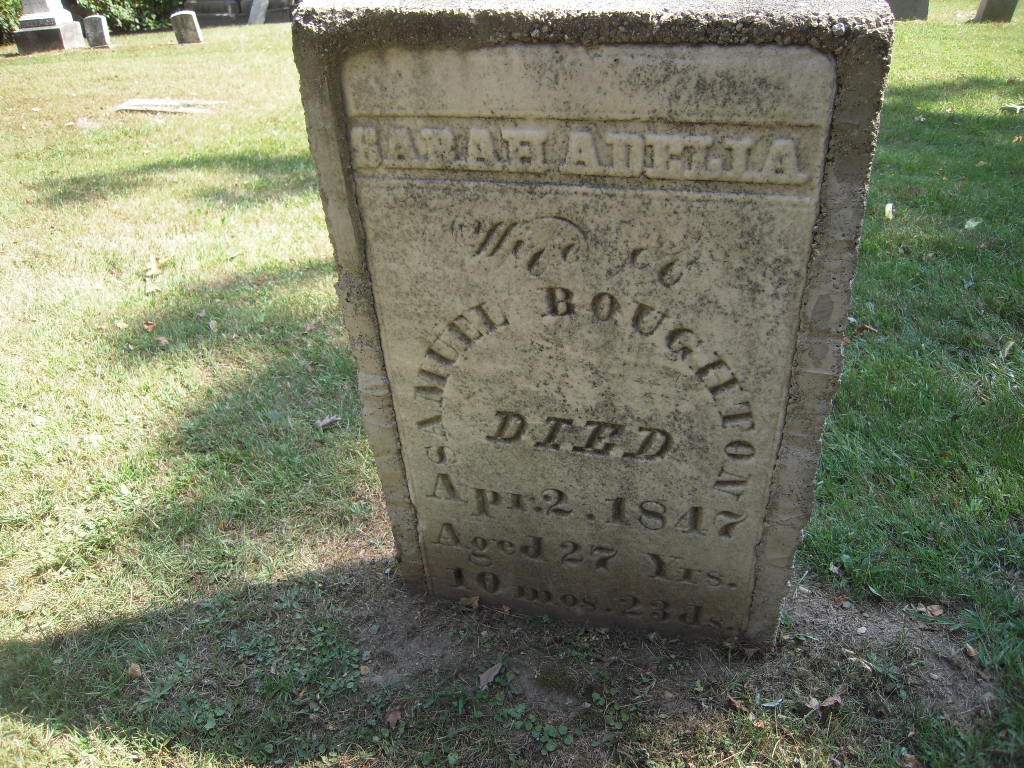 SARAH ADELIA
Wife of
SAMUEL BOUGHTON
DIED
Apr. 2. 1847
Aged 27 Yrs.
10 mos. 23 ds.